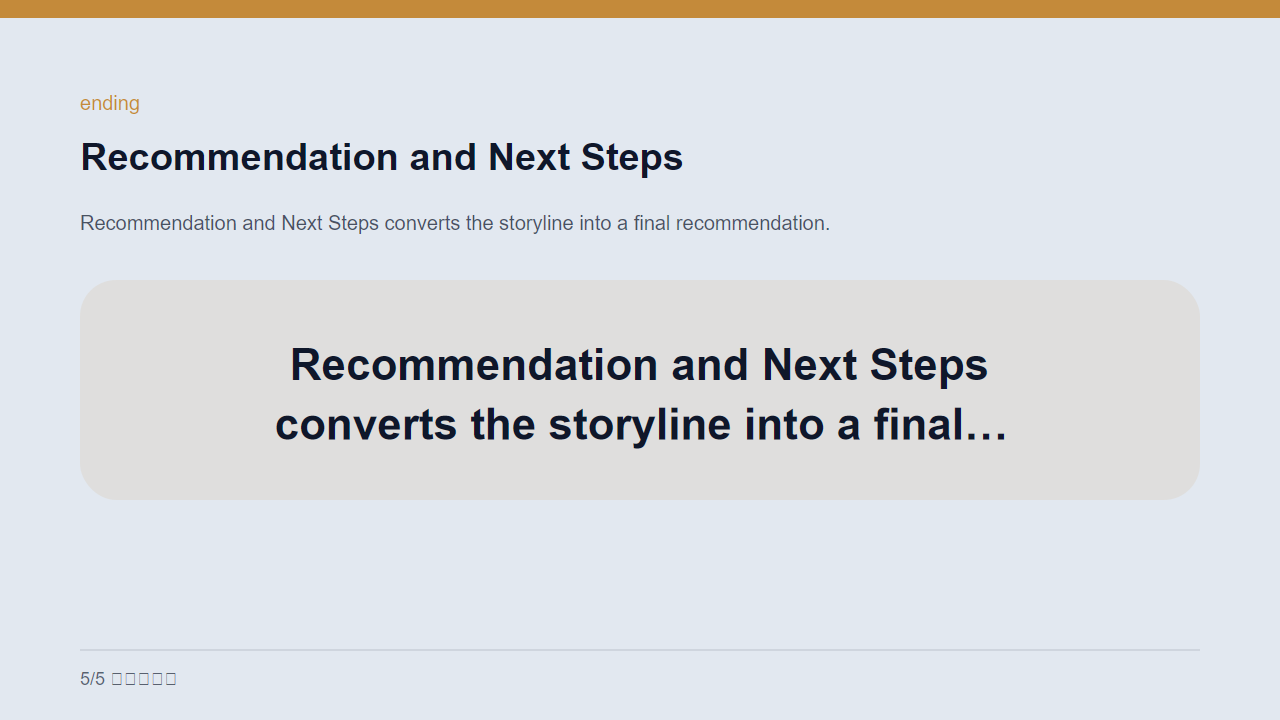 ending
Recommendation and Next Steps
Recommendation and Next Steps converts the storyline into a final recommendation.
Recommendation and Next Steps
converts the storyline into a final…
5/5